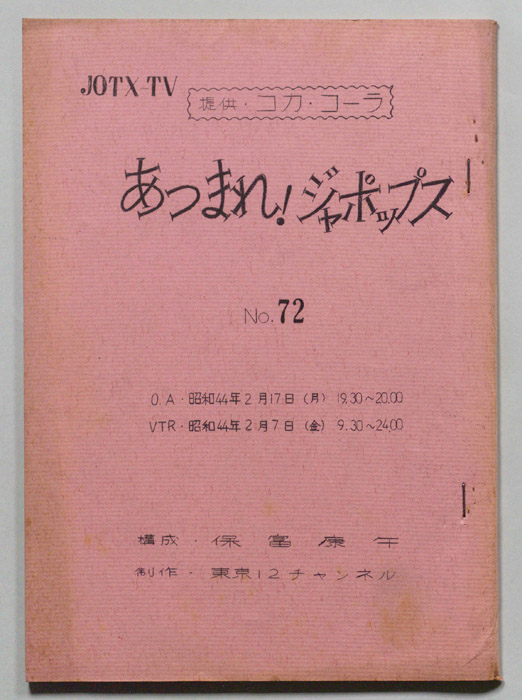 JOTX-TV
提供・コカ・コーラ
あつまれ!ジャポップス
No.72
O.A・昭和44年2月17日(月) 19.30~20.00
VTR・昭和44年2月7日(金) 9.30~24.00
構成・保富康午
制作・東京12チャンネル